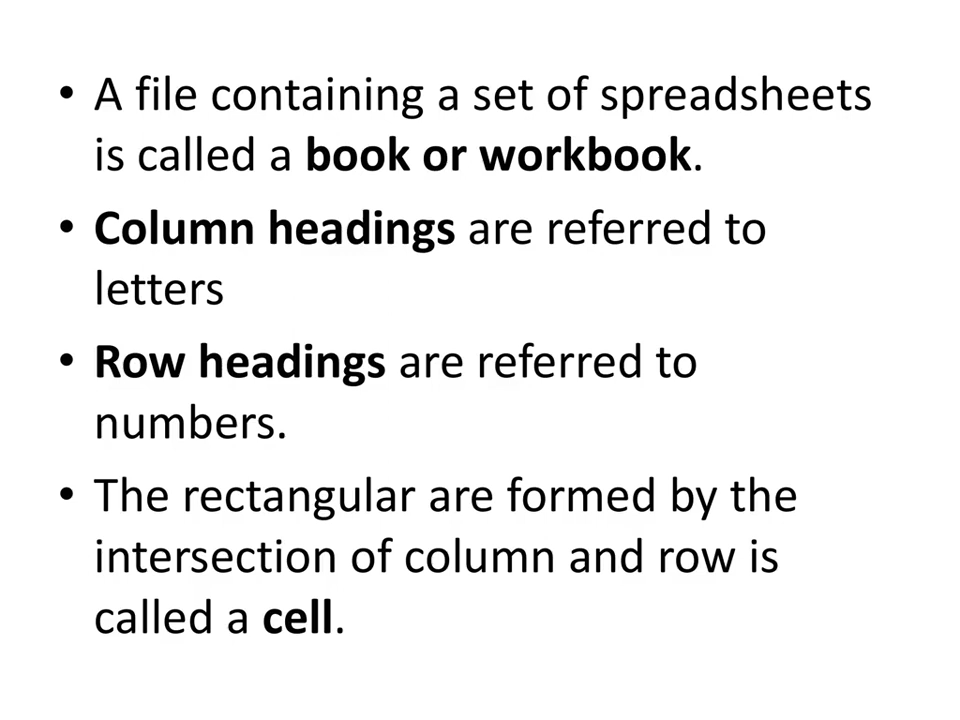 • A file containing a set of spreadsheets
is called a book or workbook.
• Column headings are referred to
letters
• Row headings are referred to
numbers.
• The rectangular are formed by the
intersection of column and row is
called a cell.